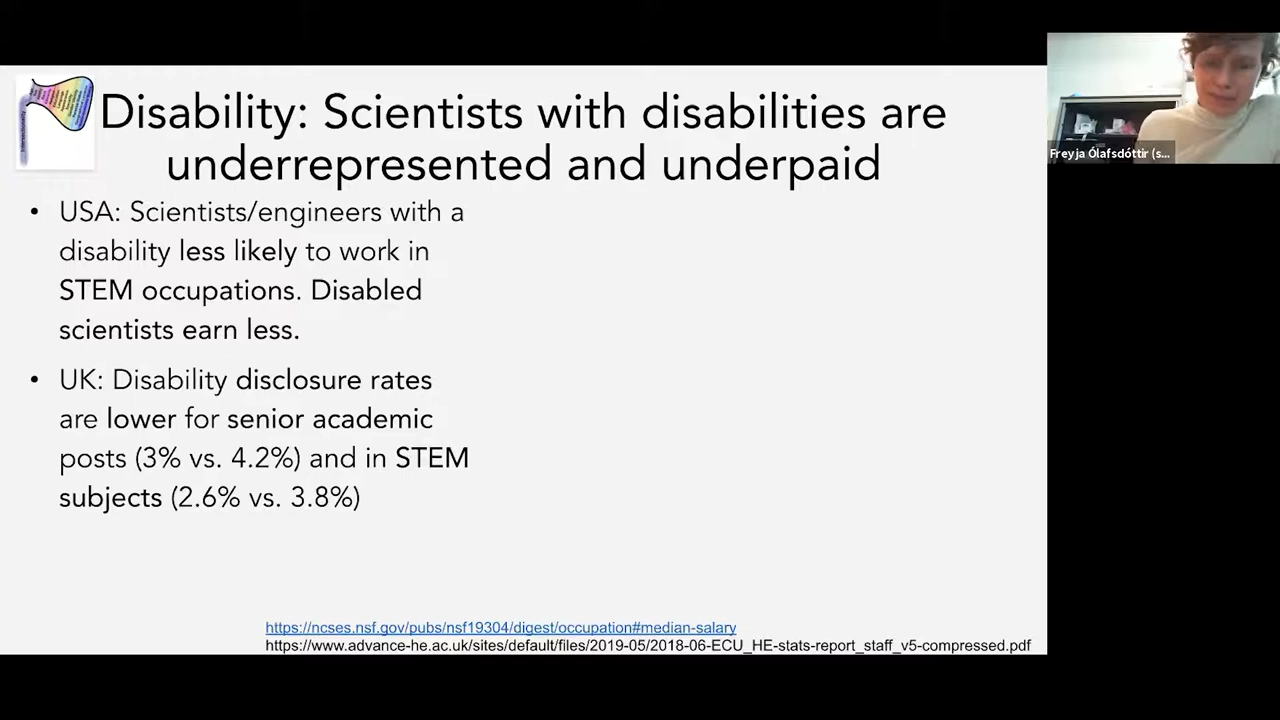 Disability: Scientists with disabilities are
underrepresented and underpaid
• USA: Scientists/engineers with a
disability less likely to work in
STEM occupations. Disabled
scientists earn less.
• UK: Disability disclosure rates
are lower for senior academic
posts (3% vs. 4.2%) and in STEM
subjects (2.6% vs. 3.8%)
https://ncses.nsf.gov/pubs/nsf19304/digest/occupation#median-salary
https://www.advance-he.ac.uk/sites/default/files/2019-05/2018-06-ECU_HE-stats-report_staff_v5-compressed.pdf
Freyja Ólafsdóttir (s...